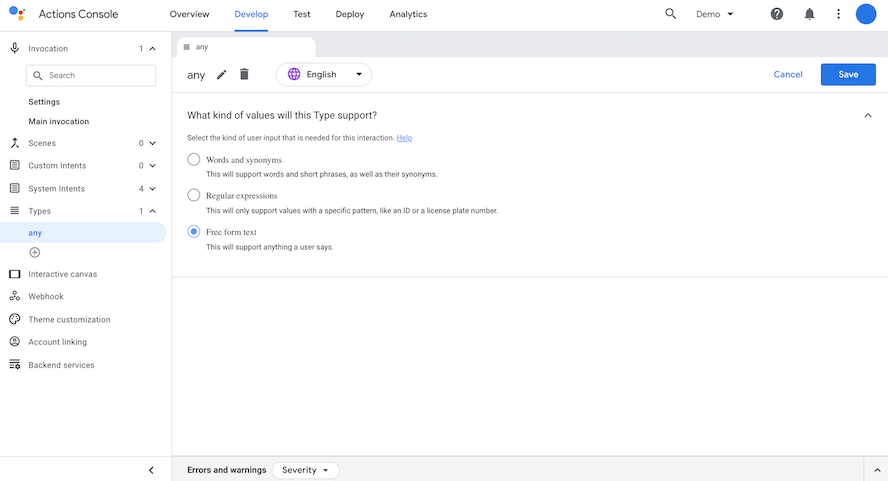 Actions Console
Overview Develop Test Deploy Analytics Demo
Invocation 1
Search
Settings
Main invocation
Scenes 0
Custom Intents 0
System Intents 4
Types 1
any
Interactive canvas
Webhook
Theme customization
Account linking
Backend services
any
any English Cancel Save
What kind of values will this Type support?
Select the kind of user input that is needed for this interaction. Help
Words and synonyms
This will support words and short phrases, as well as their synonyms.
Regular expressions
This will only support values with a specific pattern, like an ID or a license plate number.
Free form text
This will support anything a user says.
Errors and warnings Severity